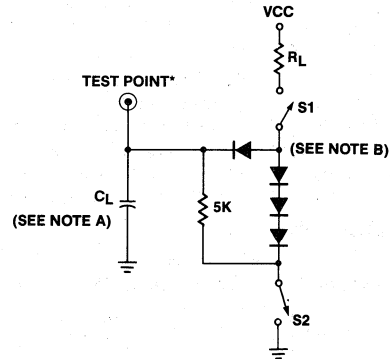 VCC
RL
TEST POINT*
S1
(SEE NOTE B)
CL
(SEE NOTE A)
5K
S2